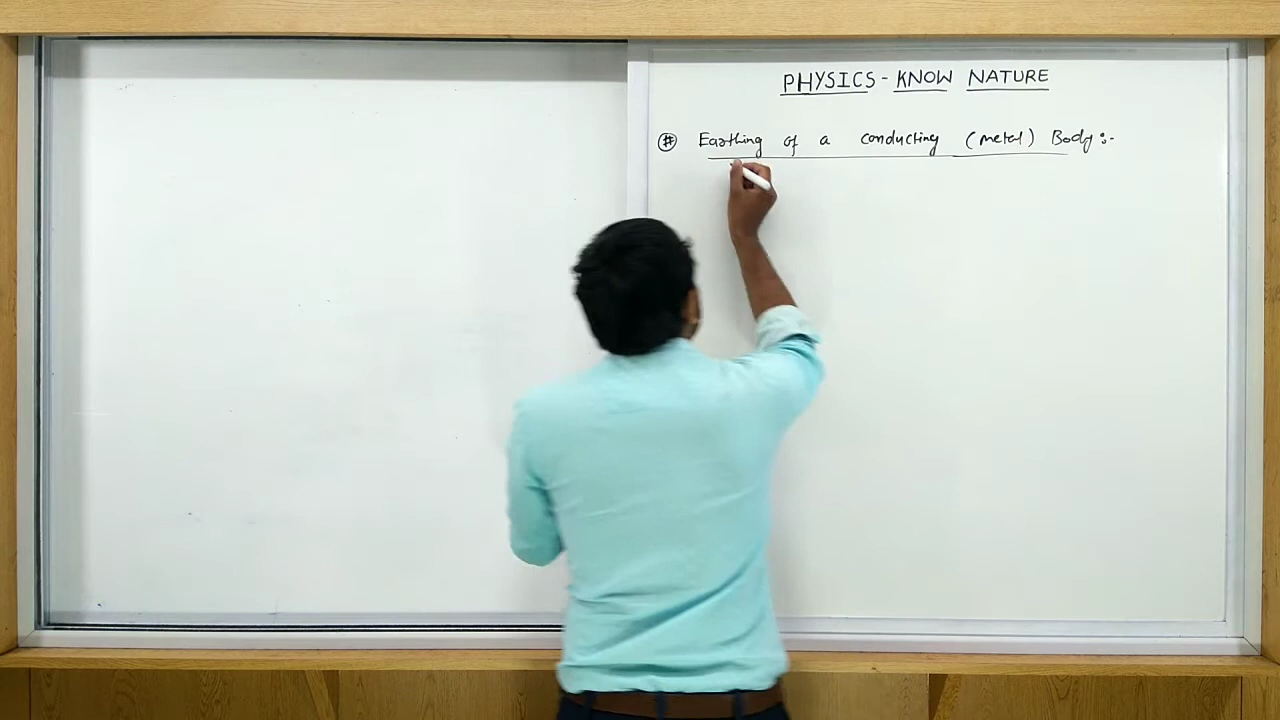 PHYSICS - KNOW NATURE
# Earthing of a conducting (metal) Body :-